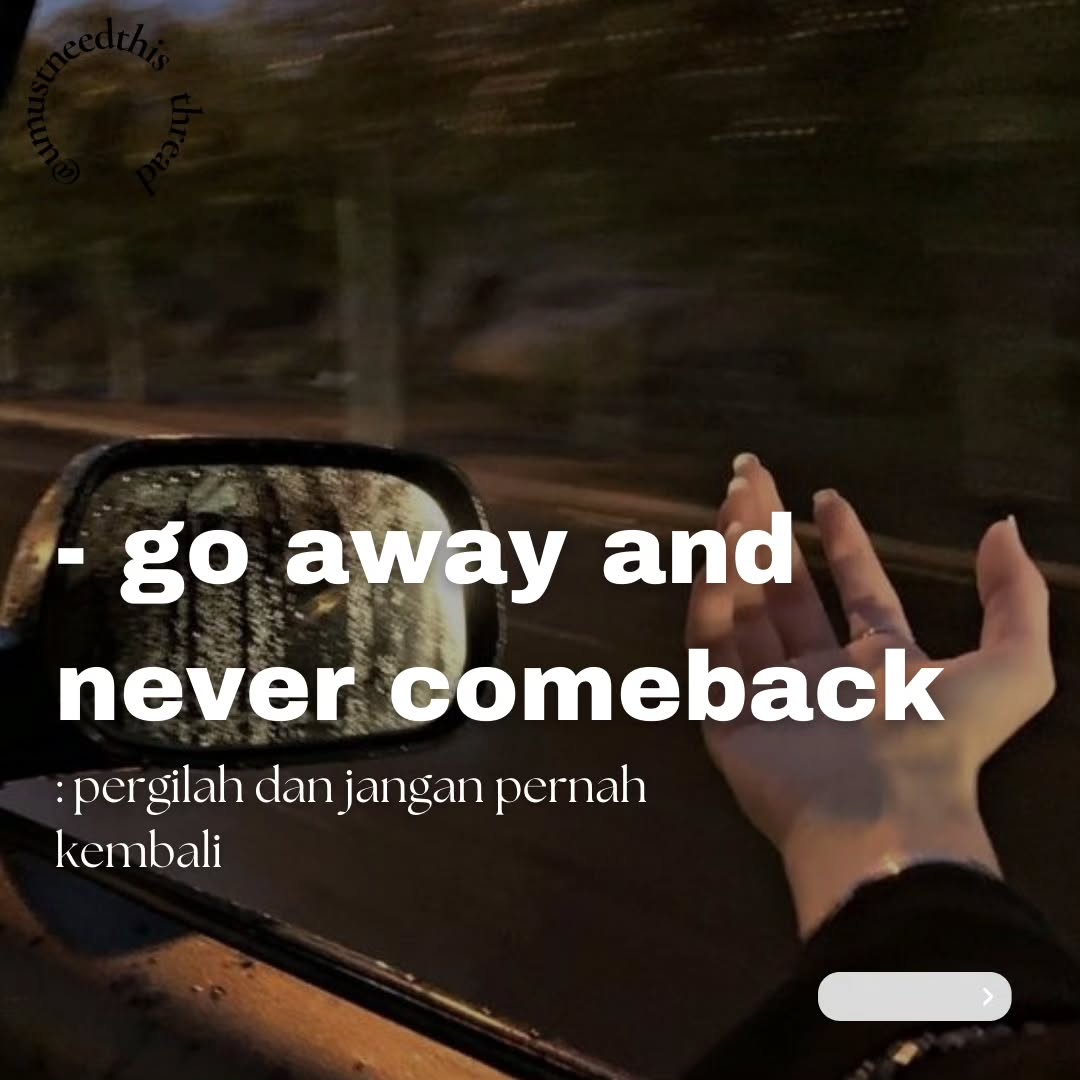 @umustneedthis thread
- go away and
never comeback
: pergilah dan jangan pernah
kembali